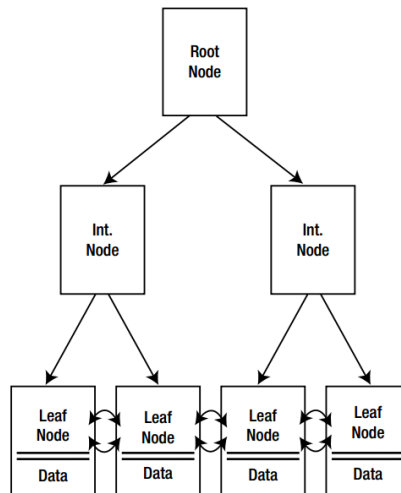 Root
Node
Int.
Node
Int.
Node
Leaf
Node
Data
Leaf
Node
Data
Leaf
Node
Data
Leaf
Node
Data